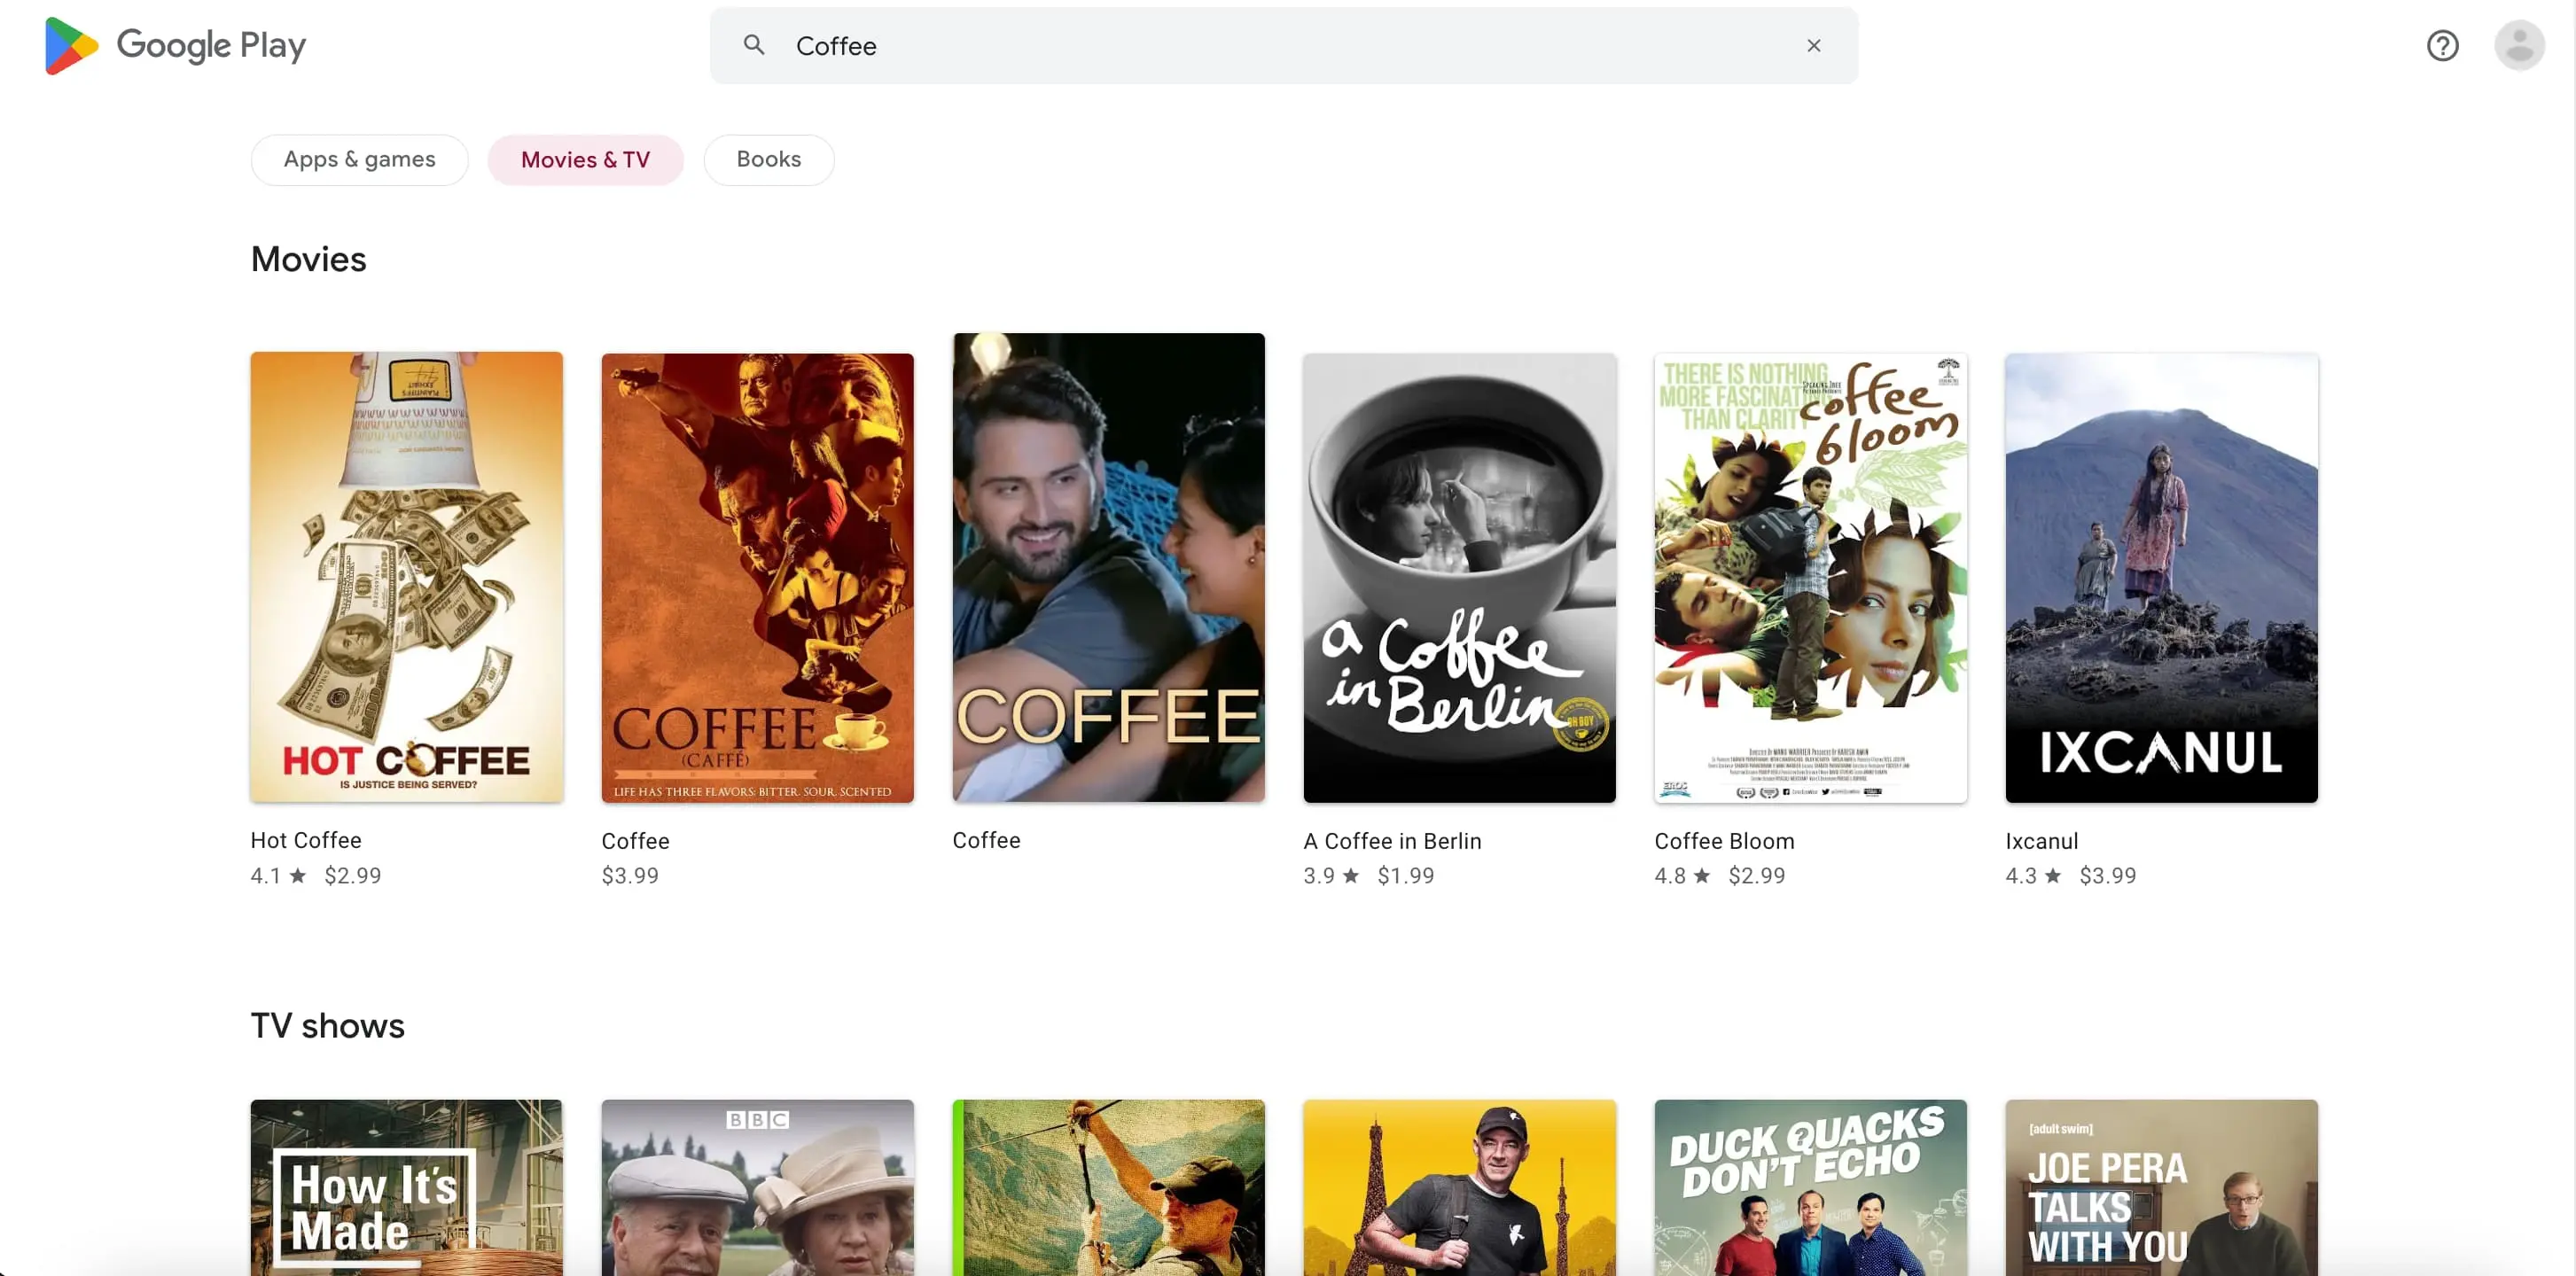 Google Play
Coffee
Apps & games
Movies & TV
Books
Movies
HOT COFFEE
IS JUSTICE BEING SERVED?
COFFEE
(CAFFÉ)
LIFE HAS THREE FLAVORS: BITTER, SOUR, SCENTED
COFFEE
a Coffee
in Berlin
OH BOY
THERE IS NOTHING
MORE FASCINATING
THAN CLARITY
coffee
bloom
EROS
IXCANUL
Hot Coffee
4.1 ★ $2.99
Coffee
$3.99
Coffee
A Coffee in Berlin
3.9 ★ $1.99
Coffee Bloom
4.8 ★ $2.99
Ixcanul
4.3 ★ $3.99
TV shows
How It's
Made
BBC
DUCK QUACKS
DON'T ECHO
[adult swim]
JOE PERA
TALKS
WITH YOU